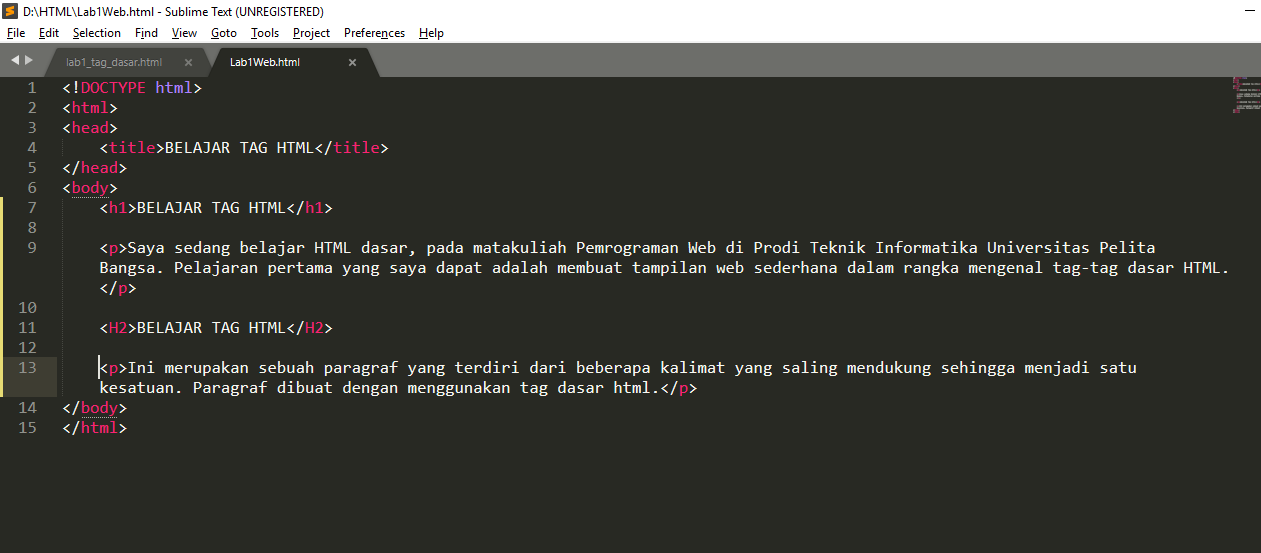 D:\HTML\Lab1Web.html - Sublime Text (UNREGISTERED)
File Edit Selection Find View Goto Tools Project Preferences Help
lab1_tag_dasar.html × Lab1Web.html ×
1 <!DOCTYPE html>
2 <html>
3 <head>
4 <title>BELAJAR TAG HTML</title>
5 </head>
6 <body>
7 <h1>BELAJAR TAG HTML</h1>
8
9 <p>Saya sedang belajar HTML dasar, pada matakuliah Pemrograman Web di Prodi Teknik Informatika Universitas Pelita
Bangsa. Pelajaran pertama yang saya dapat adalah membuat tampilan web sederhana dalam rangka mengenal tag-tag dasar HTML.
</p>
10
11 <H2>BELAJAR TAG HTML</H2>
12
13 <p>Ini merupakan sebuah paragraf yang terdiri dari beberapa kalimat yang saling mendukung sehingga menjadi satu
kesatuan. Paragraf dibuat dengan menggunakan tag dasar html.</p>
14 </body>
15 </html>